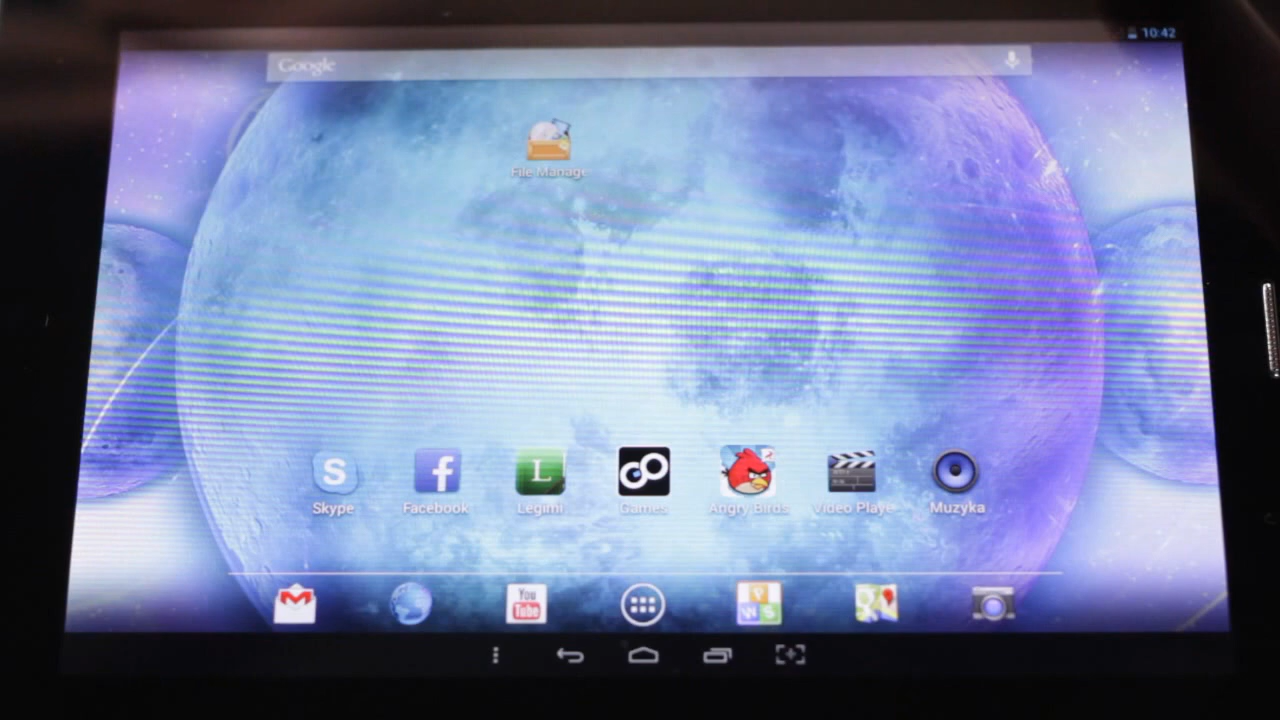 10:42
Google
File Manage
S
f
L
Skype
Facebook
Legimi
Games
Angry Birds
Video Playe
Muzyka
You
Tube
P
W S
g